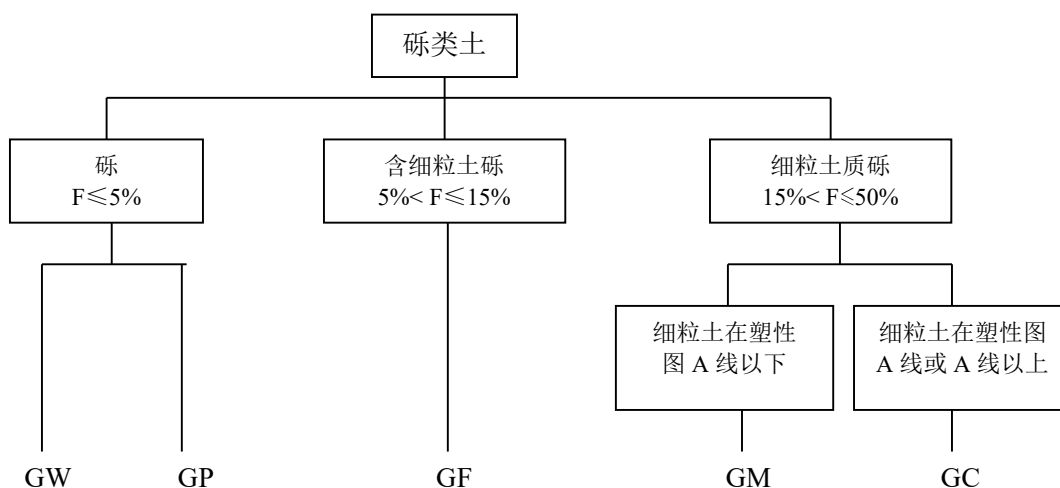 砾类土
砾
F≤5%
含细粒土砾
5%< F≤15%
细粒土质砾
15%< F≤50%
细粒土在塑性
图 A 线以下
细粒土在塑性图
A 线或 A 线以上
GW
GP
GF
GM
GC